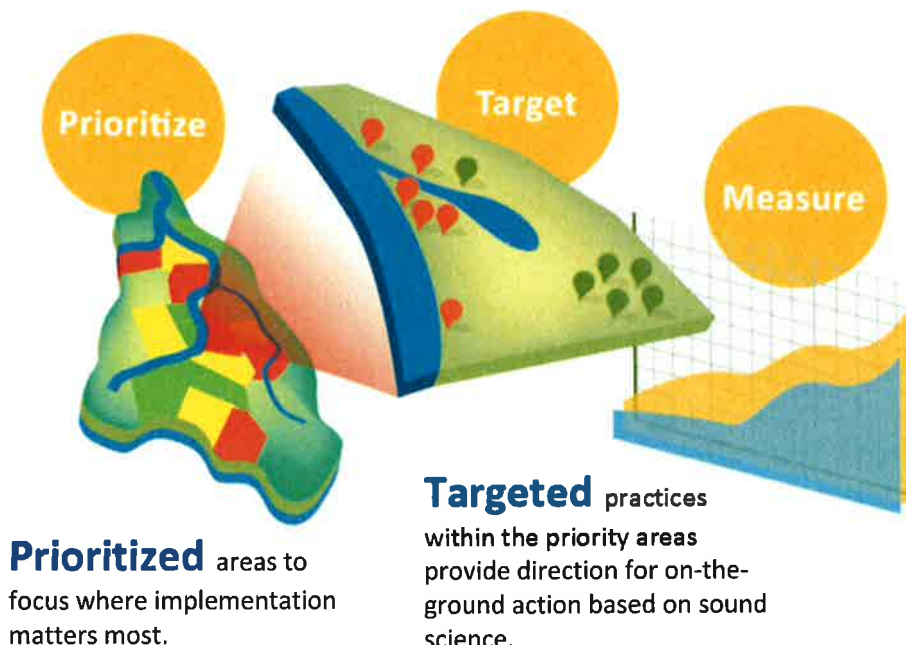 Prioritize
Target
Measure
Prioritized areas to
focus where implementation
matters most.
Targeted practices
within the priority areas
provide direction for on-the-
ground action based on sound
science.